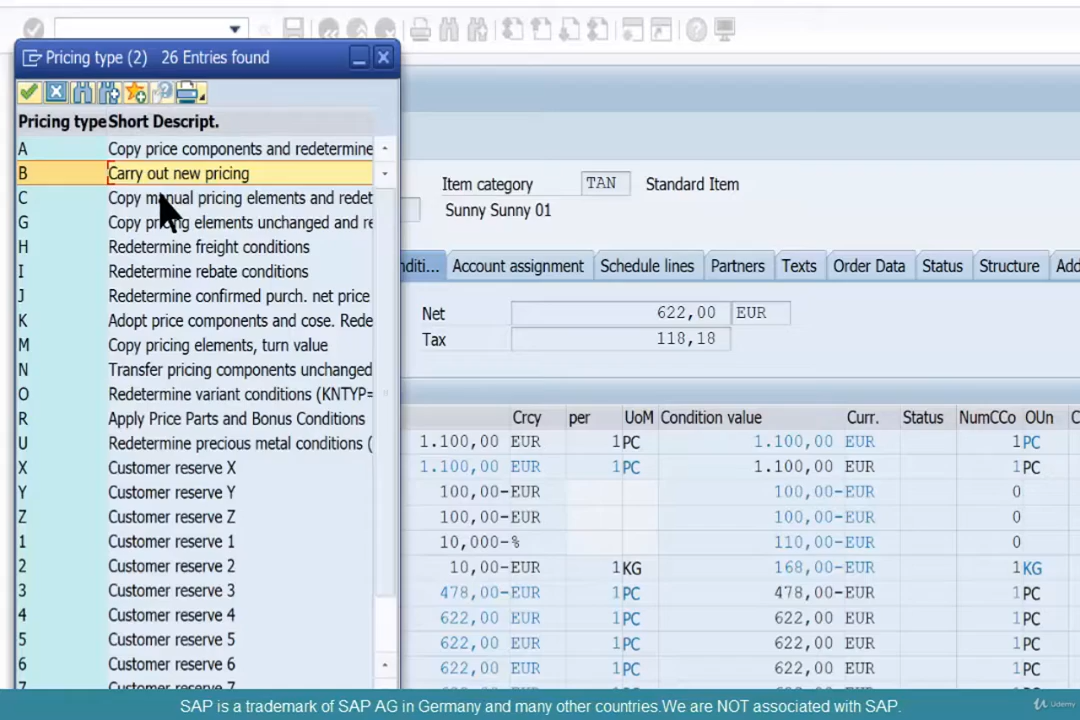 Pricing type (2) 26 Entries found
Pricing type Short Descript.
A Copy price components and redetermine
B Carry out new pricing
C Copy manual pricing elements and redet
G Copy pricing elements unchanged and re
H Redetermine freight conditions
I Redetermine rebate conditions
J Redetermine confirmed purch. net price
K Adopt price components and cose. Rede
M Copy pricing elements, turn value
N Transfer pricing components unchanged
O Redetermine variant conditions (KNTYP=
R Apply Price Parts and Bonus Conditions
U Redetermine precious metal conditions (
X Customer reserve X
Y Customer reserve Y
Z Customer reserve Z
1 Customer reserve 1
2 Customer reserve 2
3 Customer reserve 3
4 Customer reserve 4
5 Customer reserve 5
6 Customer reserve 6
7 Customer reserve 7
Item category TAN Standard Item
Sunny Sunny 01
nditi... Account assignment Schedule lines Partners Texts Order Data Status Structure Add
Net 622,00 EUR
Tax 118,18
Crcy per UoM Condition value Curr. Status NumCCo OUn C
1.100,00 EUR 1 PC 1.100,00 EUR 1 PC
1.100,00 EUR 1 PC 1.100,00 EUR 1 PC
100,00- EUR 100,00- EUR 0
100,00- EUR 100,00- EUR 0
10,000- % 110,00- EUR 0
10,00- EUR 1 KG 168,00- EUR 1 KG
478,00- EUR 1 PC 478,00- EUR 1 PC
622,00 EUR 1 PC 622,00 EUR 1 PC
622,00 EUR 1 PC 622,00 EUR 1 PC
622,00 EUR 1 PC 622,00 EUR 1 PC
SAP is a trademark of SAP AG in Germany and many other countries.We are NOT associated with SAP.
Udemy